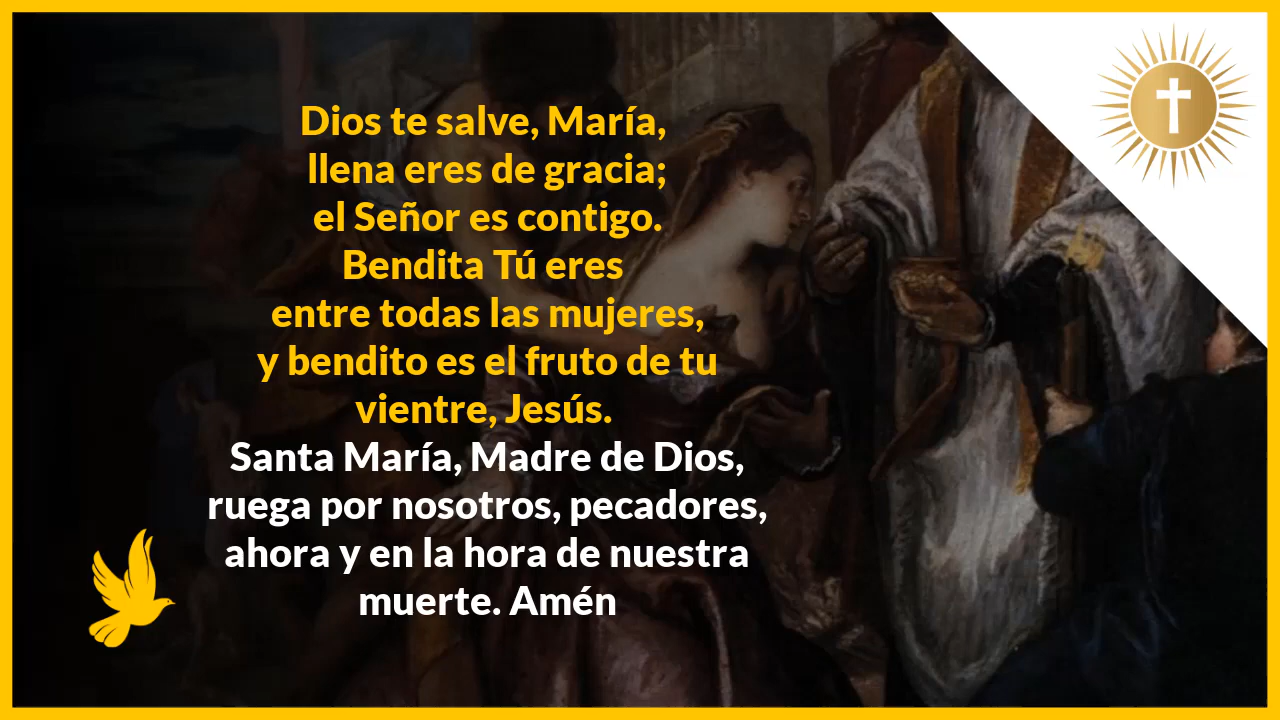 Dios te salve, María,
llena eres de gracia;
el Señor es contigo.
Bendita Tú eres
entre todas las mujeres,
y bendito es el fruto de tu
vientre, Jesús.
Santa María, Madre de Dios,
ruega por nosotros, pecadores,
ahora y en la hora de nuestra
muerte. Amén